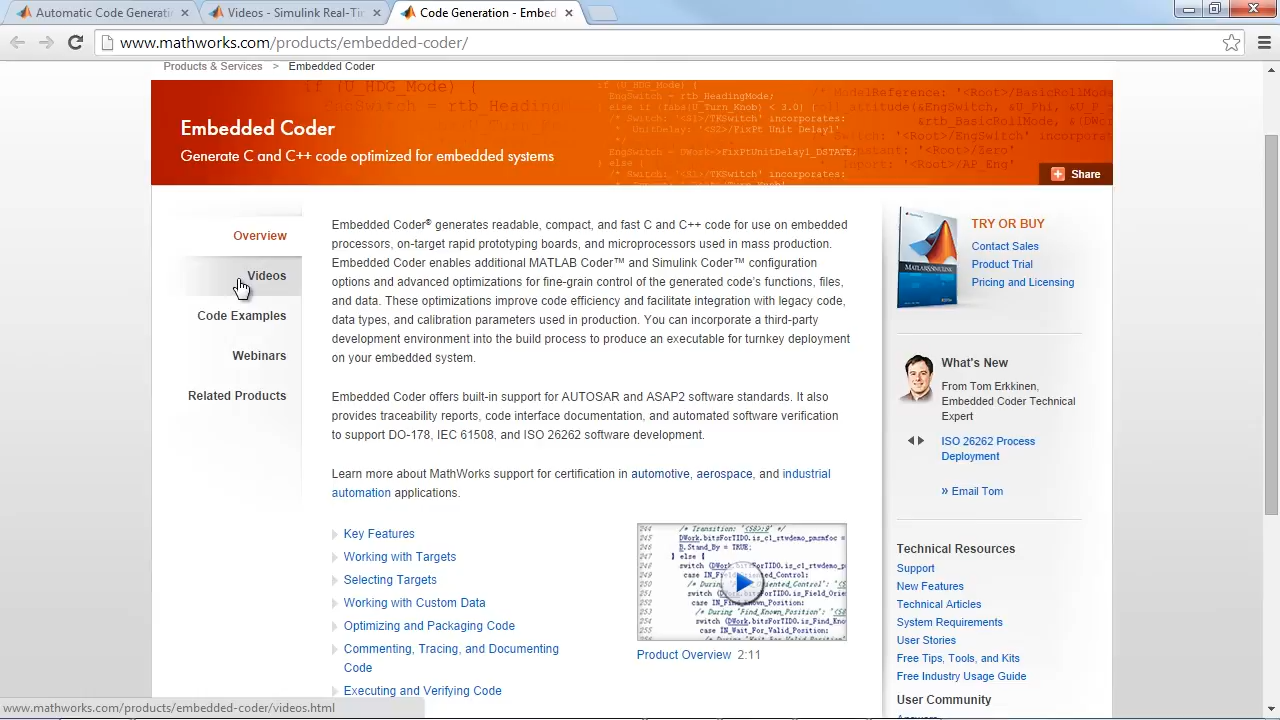 Automatic Code Generati
Videos - Simulink Real-Tim
Code Generation - Embed
www.mathworks.com/products/embedded-coder/
Products & Services > Embedded Coder
Embedded Coder
Generate C and C++ code optimized for embedded systems
Share
Overview
Videos
Code Examples
Webinars
Related Products
Embedded Coder® generates readable, compact, and fast C and C++ code for use on embedded
processors, on-target rapid prototyping boards, and microprocessors used in mass production.
Embedded Coder enables additional MATLAB Coder™ and Simulink Coder™ configuration
options and advanced optimizations for fine-grain control of the generated code's functions, files,
and data. These optimizations improve code efficiency and facilitate integration with legacy code,
data types, and calibration parameters used in production. You can incorporate a third-party
development environment into the build process to produce an executable for turnkey deployment
on your embedded system.
Embedded Coder offers built-in support for AUTOSAR and ASAP2 software standards. It also
provides traceability reports, code interface documentation, and automated software verification
to support DO-178, IEC 61508, and ISO 26262 software development.
Learn more about MathWorks support for certification in automotive, aerospace, and industrial
automation applications.
Key Features
Working with Targets
Selecting Targets
Working with Custom Data
Optimizing and Packaging Code
Commenting, Tracing, and Documenting
Code
Executing and Verifying Code
Product Overview 2:11
TRY OR BUY
Contact Sales
Product Trial
Pricing and Licensing
MATLAB&SIMULINK
What's New
From Tom Erkkinen,
Embedded Coder Technical
Expert
ISO 26262 Process
Deployment
» Email Tom
Technical Resources
Support
New Features
Technical Articles
System Requirements
User Stories
Free Tips, Tools, and Kits
Free Industry Usage Guide
User Community
www.mathworks.com/products/embedded-coder/videos.html